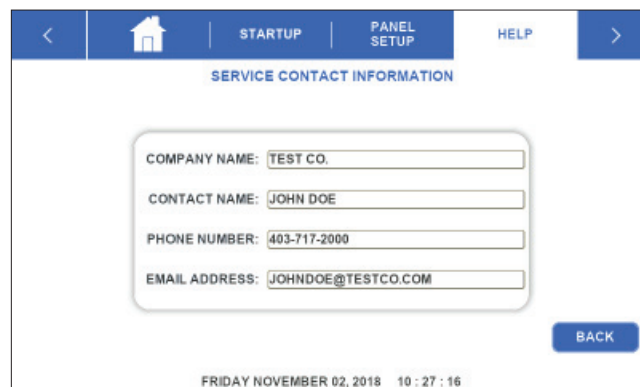 STARTUP
PANEL
SETUP
HELP
SERVICE CONTACT INFORMATION
COMPANY NAME: TEST CO.
CONTACT NAME: JOHN DOE
PHONE NUMBER: 403-717-2000
EMAIL ADDRESS: JOHNDOE@TESTCO.COM
BACK
FRIDAY NOVEMBER 02, 2018 10 : 27 : 16